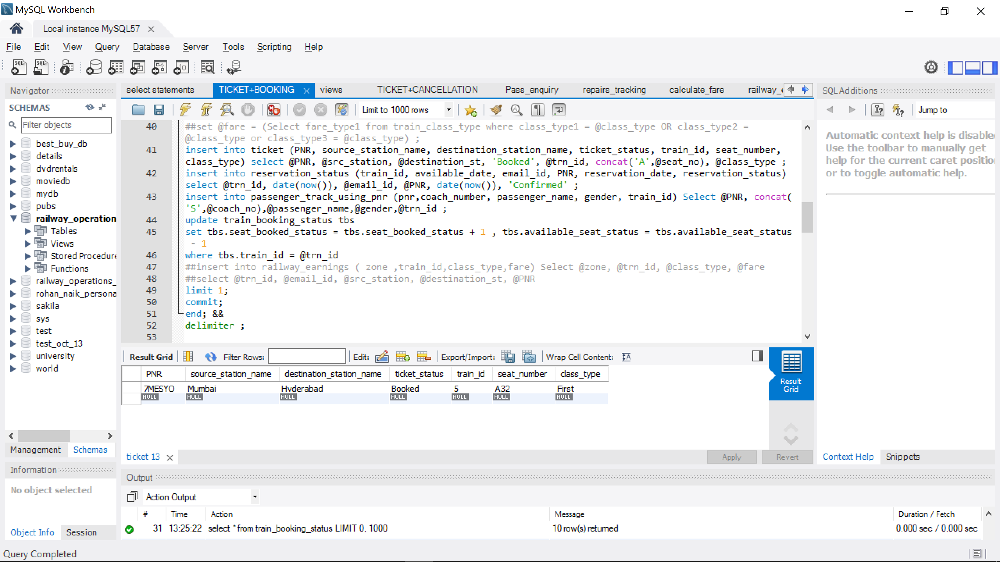 MySQL Workbench
Local instance MySQL57
File Edit View Query Database Server Tools Scripting Help
Navigator
SCHEMAS
Filter objects
best_buy_db
details
dvdrentals
moviedb
mydb
pubs
railway_operation
Tables
Views
Stored Procedure
Functions
railway_operations_
rohan_naik_persona
sakila
sys
test
test_oct_13
university
world
Management Schemas
Information
No object selected
Object Info Session
select statements TICKET+BOOKING views TICKET+CANCELLATION Pass_enquiry repairs_tracking calculate_fare railway_
Limit to 1000 rows
40 ##set @fare = (Select fare_type1 from train_class_type where class_type1 = @class_type OR class_type2 =
@class_type or class_type3 = @class_type) ;
41 insert into ticket (PNR, source_station_name, destination_station_name, ticket_status, train_id, seat_number,
class_type) select @PNR, @src_station, @destination_st, 'Booked', @trn_id, concat('A',@seat_no), @class_type ;
42 insert into reservation_status (train_id, available_date, email_id, PNR, reservation_date, reservation_status)
select @trn_id, date(now()), @email_id, @PNR, date(now()), 'Confirmed' ;
43 insert into passenger_track_using_pnr (pnr,coach_number, passenger_name, gender, train_id) Select @PNR, concat(
'S',@coach_no),@passenger_name,@gender,@trn_id ;
44 update train_booking_status tbs
45 set tbs.seat_booked_status = tbs.seat_booked_status + 1 , tbs.available_seat_status = tbs.available_seat_status
- 1
46 where tbs.train_id = @trn_id
47 ##insert into railway_earnings ( zone ,train_id,class_type,fare) Select @zone, @trn_id, @class_type, @fare
48 ##select @trn_id, @email_id, @src_station, @destination_st, @PNR
49 limit 1;
50 commit;
51 end; &&
52 delimiter ;
53
Result Grid Filter Rows: Edit: Export/Import: Wrap Cell Content:
PNR source_station_name destination_station_name ticket_status train_id seat_number class_type
7MESYO Mumbai Hyderabad Booked 5 A32 First
NULL NULL NULL NULL NULL NULL NULL
Result
Grid
ticket 13
Apply Revert
Output
Action Output
# Time Action Message Duration / Fetch
31 13:25:22 select * from train_booking_status LIMIT 0, 1000 10 row(s) returned 0.000 sec / 0.000 sec
SQLAdditions
Jump to
Automatic context help is disable
Use the toolbar to manually get
help for the current caret positio
or to toggle automatic help.
Context Help Snippets
Query Completed